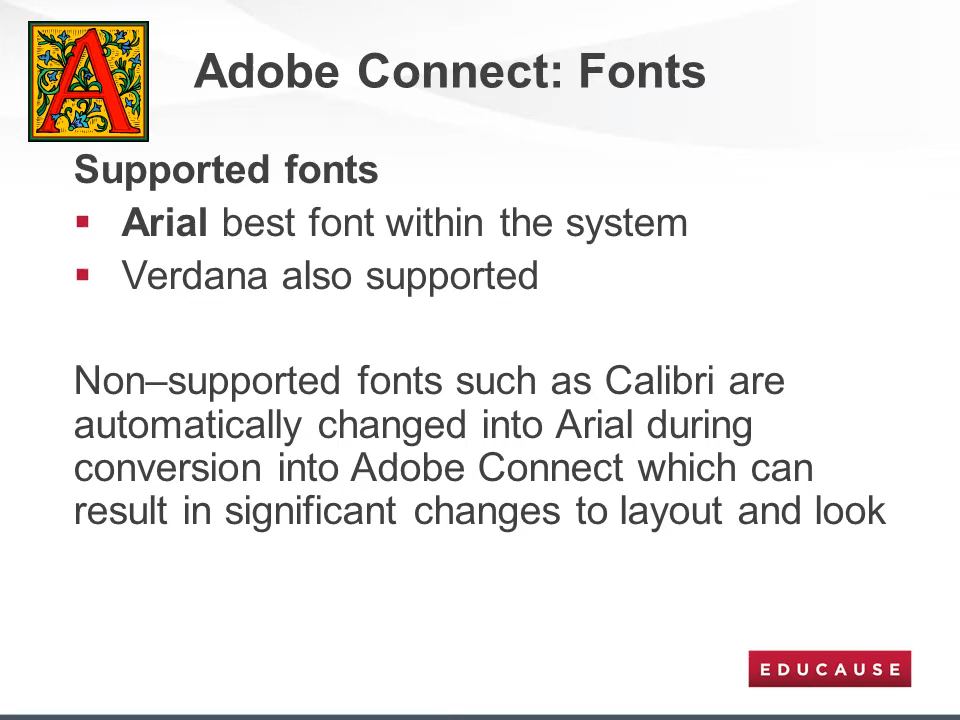 A
Adobe Connect: Fonts
Supported fonts
▪ Arial best font within the system
▪ Verdana also supported
Non–supported fonts such as Calibri are
automatically changed into Arial during
conversion into Adobe Connect which can
result in significant changes to layout and look
EDUCAUSE